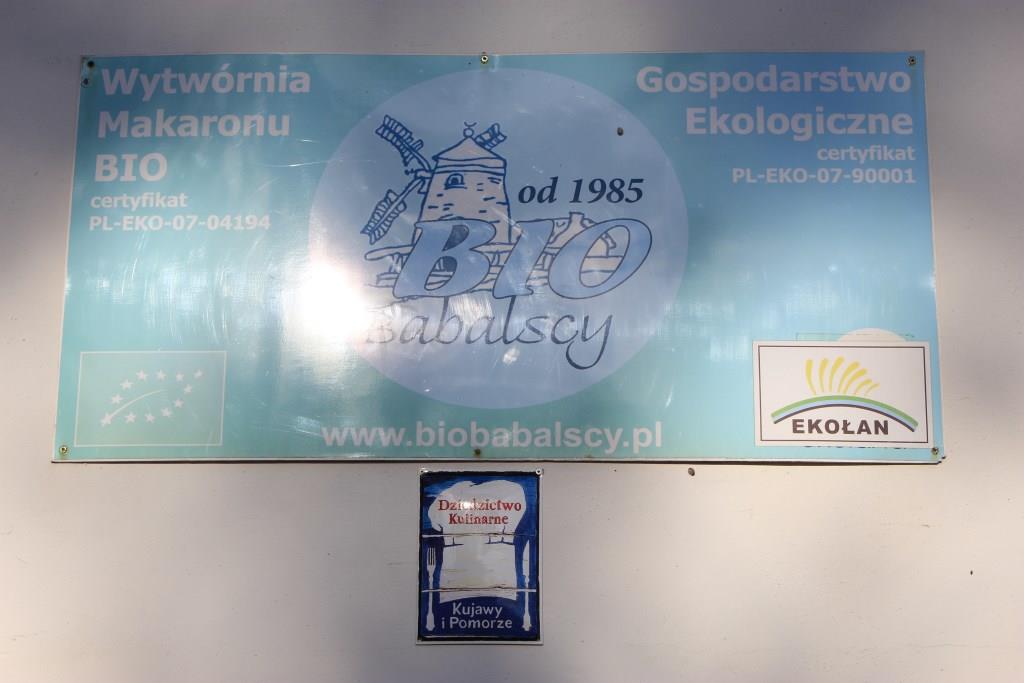 Wytwórnia
Makaronu
BIO
certyfikat
PL-EKO-07-04194
od 1985
BIO
Babalscy
Gospodarstwo
Ekologiczne
certyfikat
PL-EKO-07-90001
EKOŁAN
www.biobabalscy.pl
Dziedzictwo
Kulinarne
Kujawy
i Pomorze